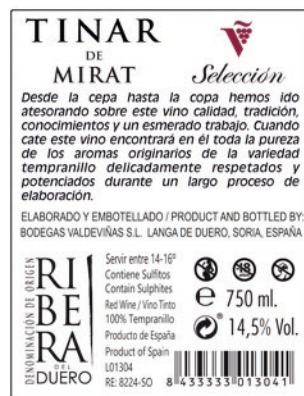 TINAR
DE
MIRAT
Selección
Desde la cepa hasta la copa hemos ido
atesorando sobre este vino calidad, tradición,
conocimientos y un esmerado trabajo. Cuando
cate este vino encontrará en él toda la pureza
de los aromas originarios de la variedad
tempranillo delicadamente respetados y
potenciados durante un largo proceso de
elaboración.
ELABORADO Y EMBOTELLADO / PRODUCT AND BOTTLED BY:
BODEGAS VALDEVIÑAS S.L. LANGA DE DUERO, SORIA, ESPAÑA
DENOMINACIÓN DE ORIGEN
RI
BE
RA
DEL
DUERO
Servir entre 14-16º
Contiene Sulfitos
Contain Sulphites
Red Wine / Vino Tinto
100% Tempranillo
Producto de España
Product of Spain
L01304
RE: 8224-SO
18
e 750 ml.
14,5% Vol.
8 433333 013041